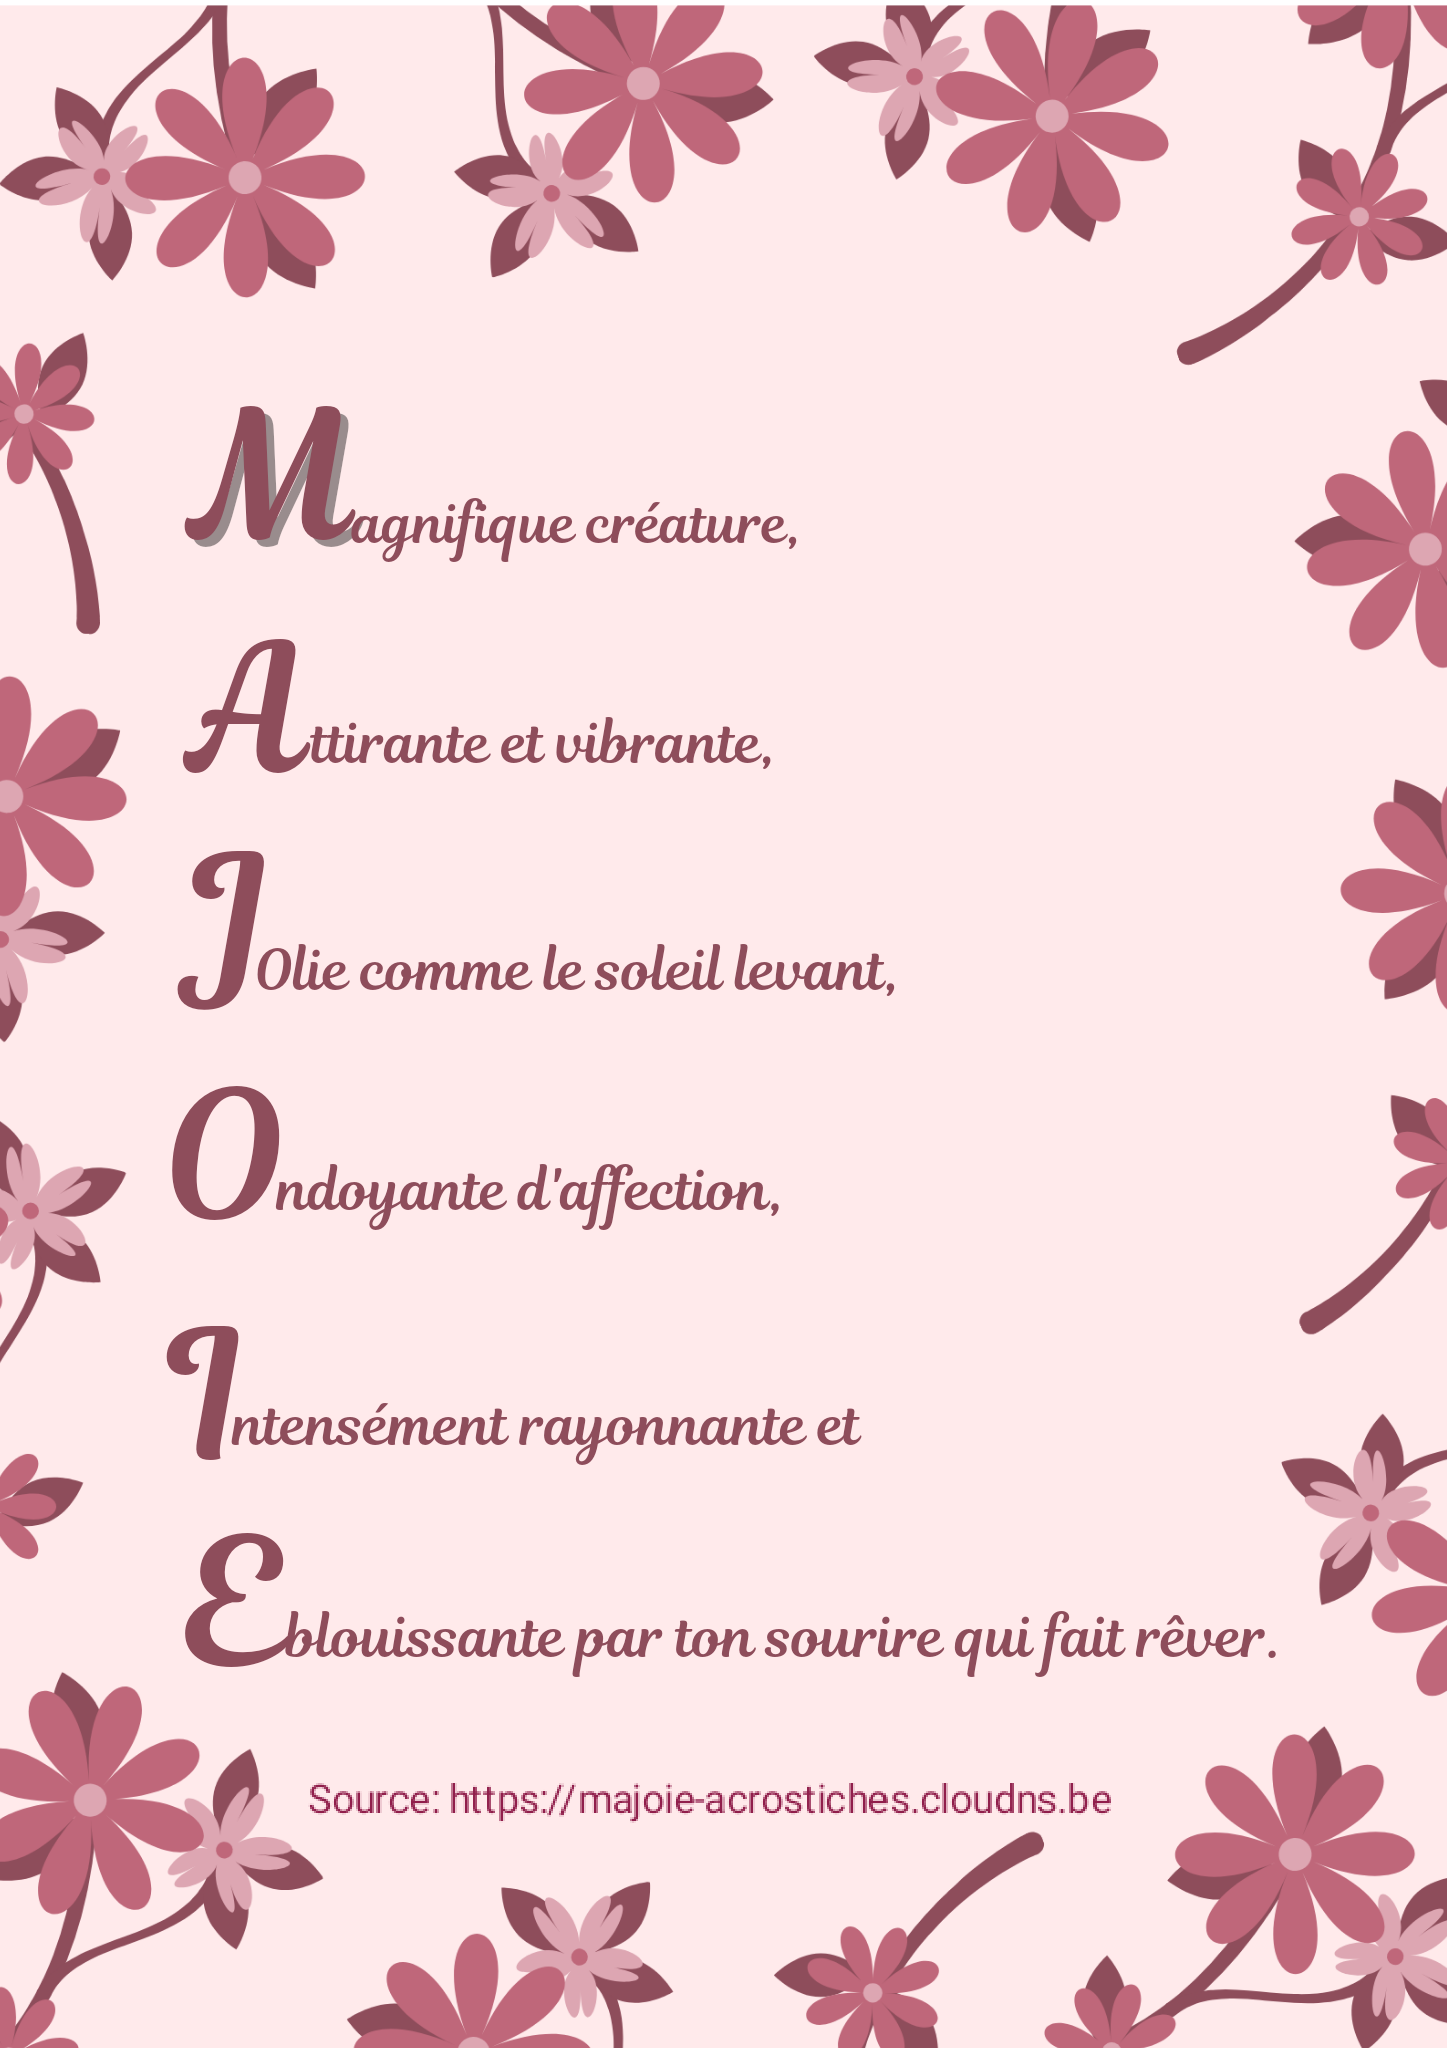 Magnifique créature,
Attirante et vibrante,
JOlie comme le soleil levant,
Ondoyante d'affection,
Intensément rayonnante et
Eblouissante par ton sourire qui fait rêver.
Source: https://majoie-acrostiches.cloudns.be